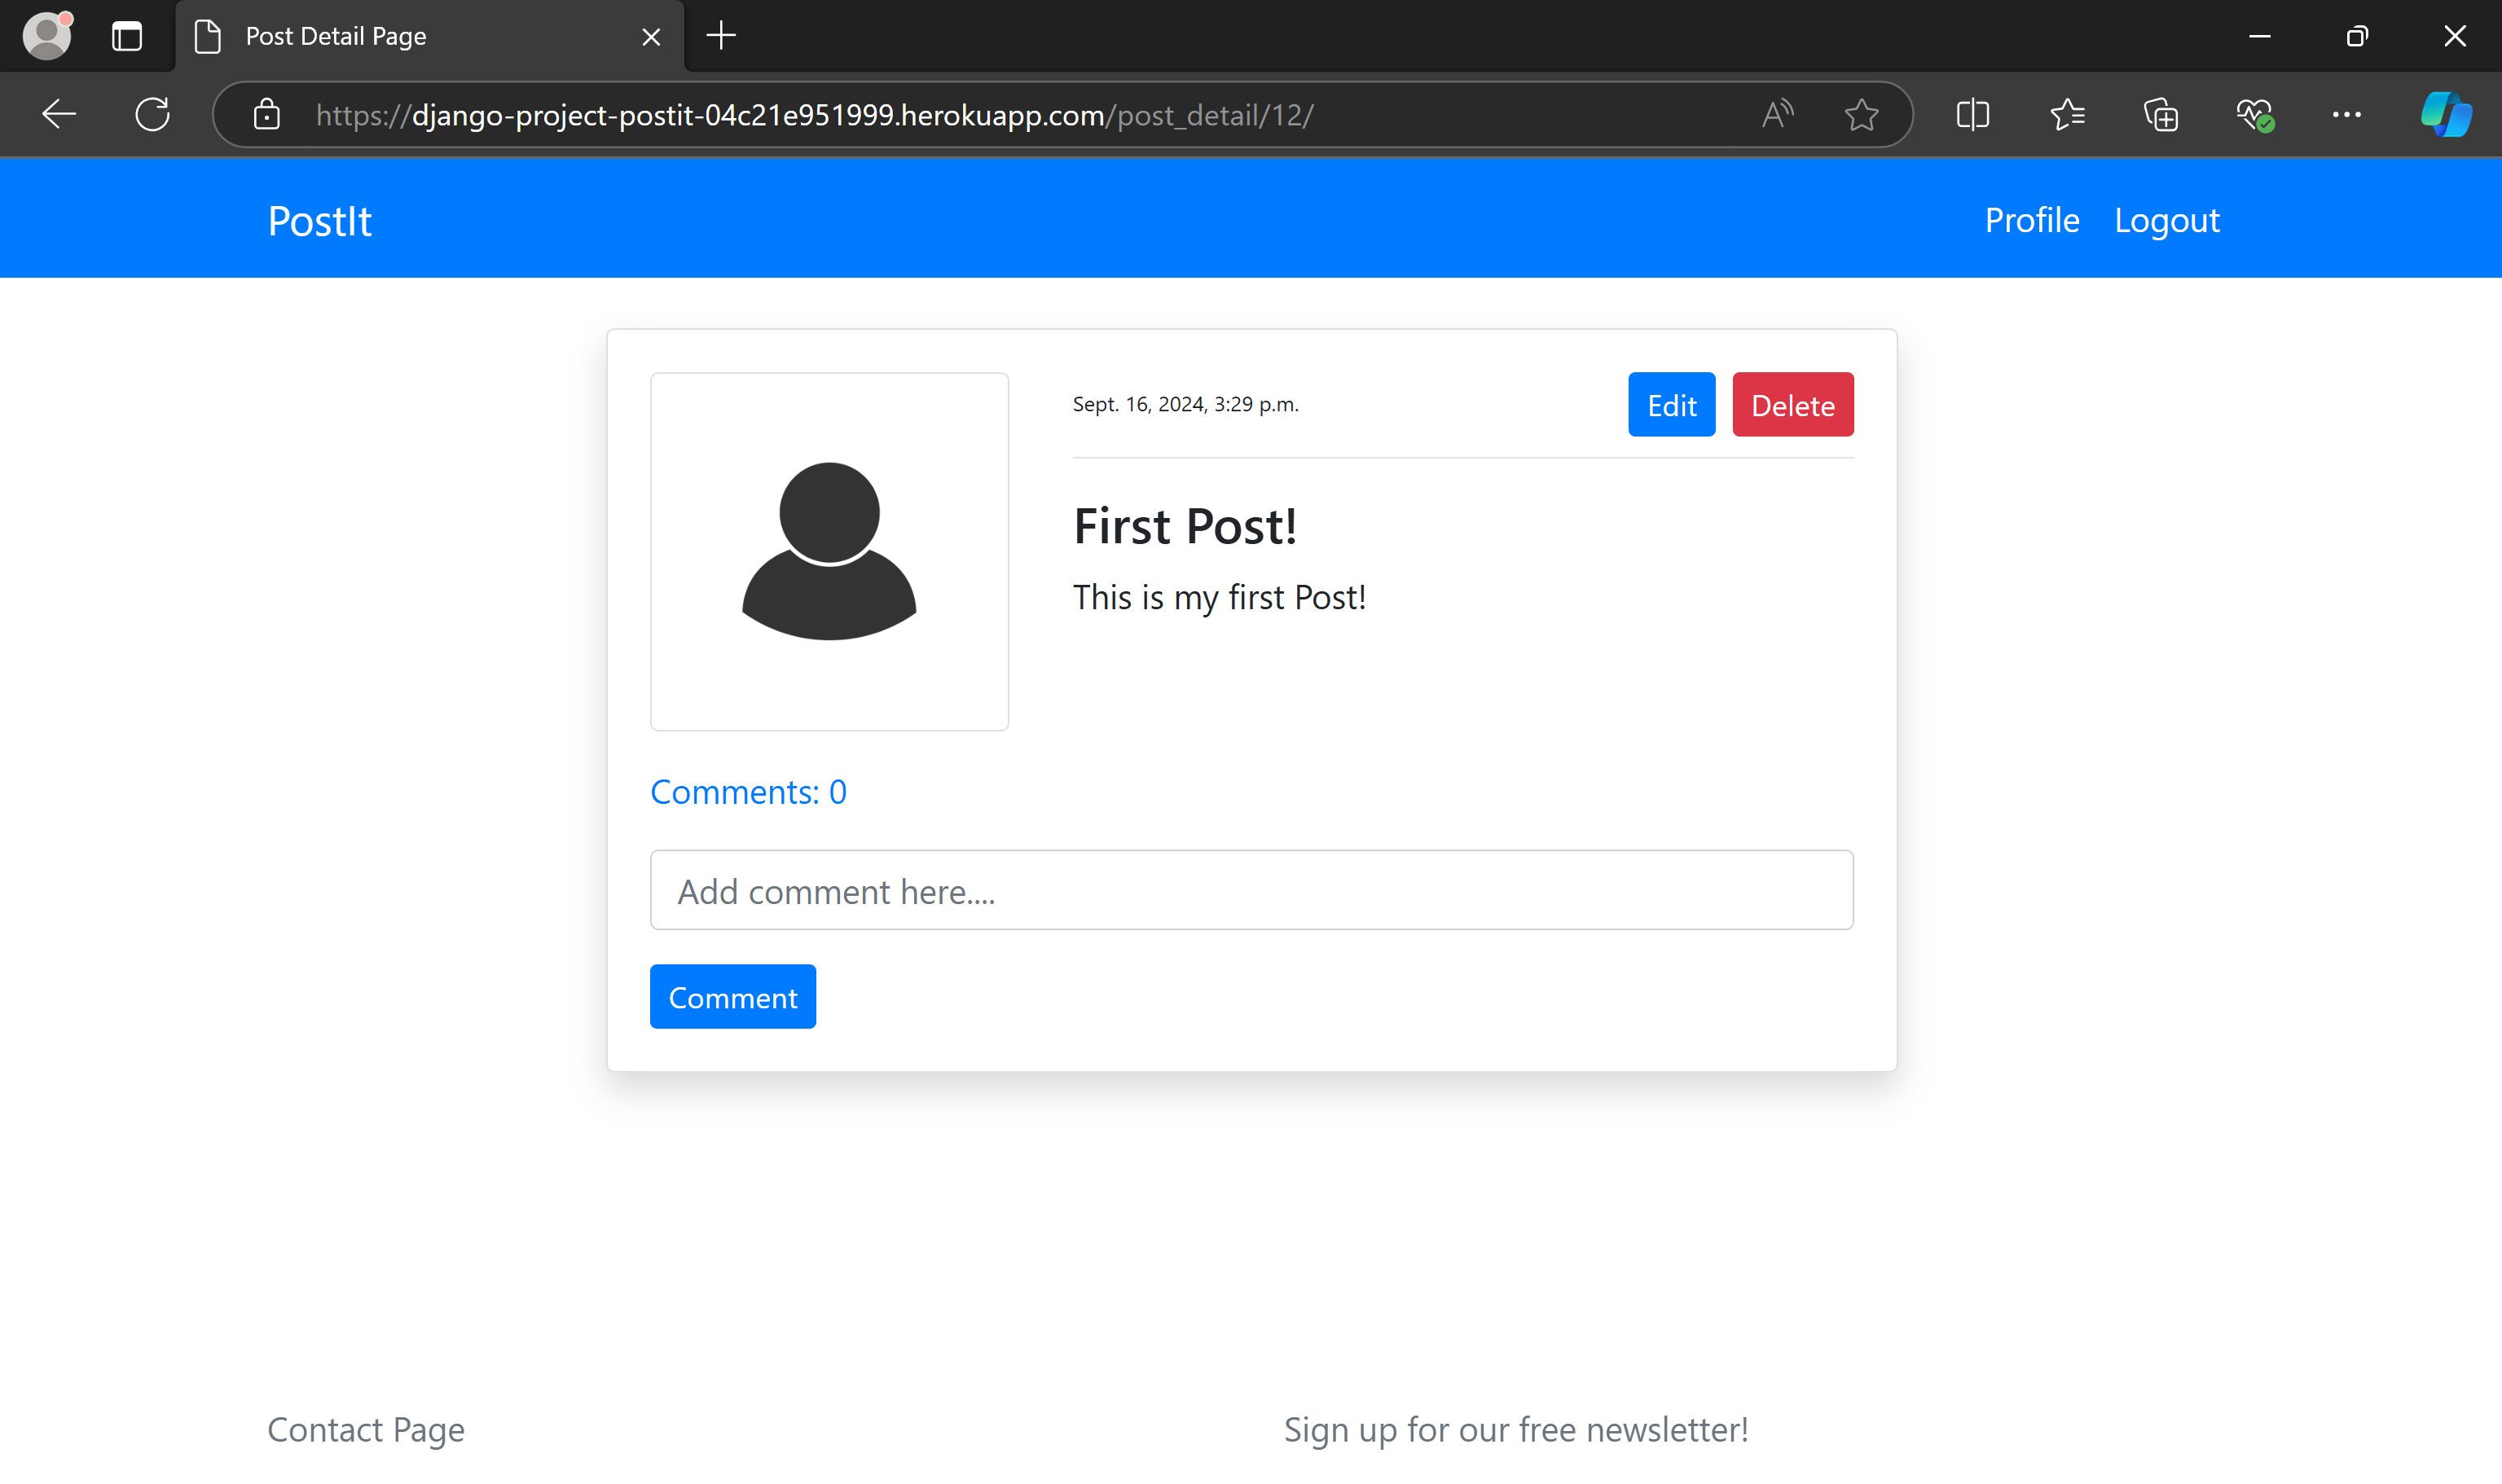 Post Detail Page
https://django-project-postit-04c21e951999.herokuapp.com/post_detail/12/
PostIt
Profile
Logout
Sept. 16, 2024, 3:29 p.m.
Edit
Delete
First Post!
This is my first Post!
Comments: 0
Add comment here....
Comment
Contact Page
Sign up for our free newsletter!